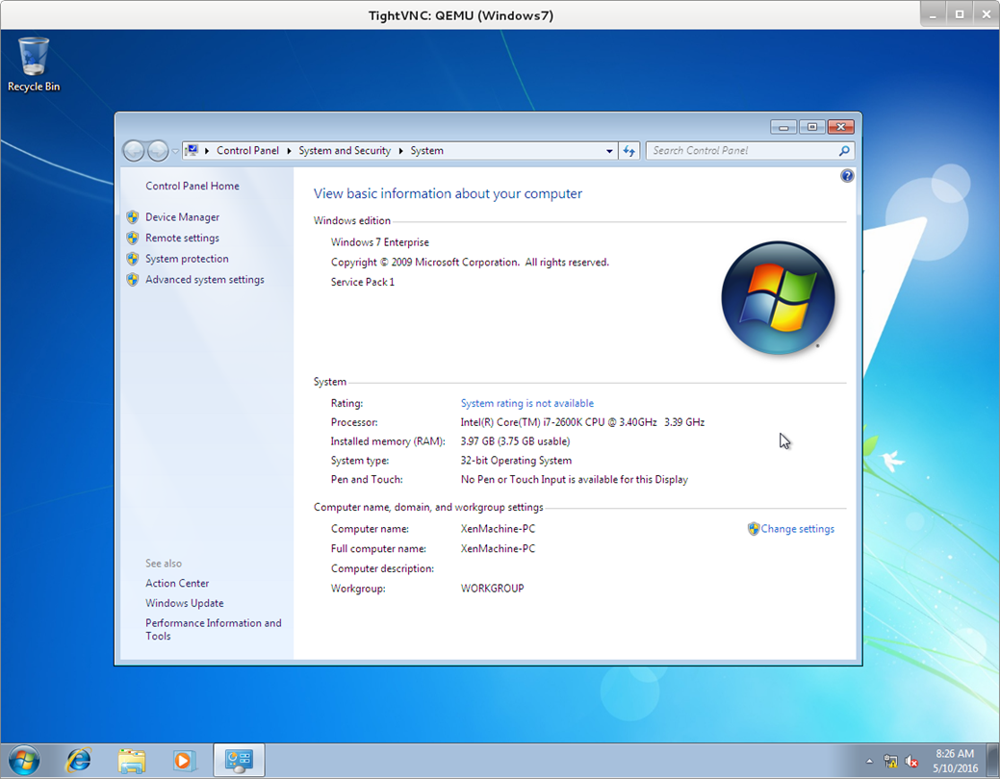 TightVNC: QEMU (Windows7)
Recycle Bin
Control Panel System and Security System
Search Control Panel
Control Panel Home
Device Manager
Remote settings
System protection
Advanced system settings
See also
Action Center
Windows Update
Performance Information and
Tools
View basic information about your computer
Windows edition
Windows 7 Enterprise
Copyright © 2009 Microsoft Corporation. All rights reserved.
Service Pack 1
System
Rating: System rating is not available
Processor: Intel(R) Core(TM) i7-2600K CPU @ 3.40GHz 3.39 GHz
Installed memory (RAM): 3.97 GB (3.75 GB usable)
System type: 32-bit Operating System
Pen and Touch: No Pen or Touch Input is available for this Display
Computer name, domain, and workgroup settings
Computer name: XenMachine-PC
Change settings
Full computer name: XenMachine-PC
Computer description:
Workgroup: WORKGROUP
8:26 AM
5/10/2016